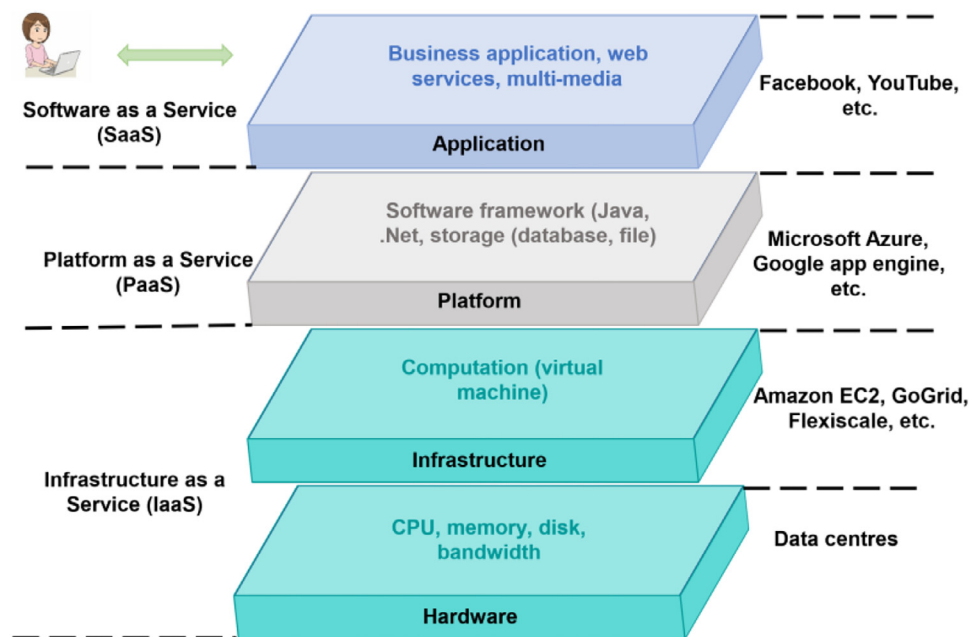 Business application, web
services, multi-media
Application
Software as a Service
(SaaS)
Facebook, YouTube,
etc.
Software framework (Java,
.Net, storage (database, file)
Platform
Platform as a Service
(PaaS)
Microsoft Azure,
Google app engine,
etc.
Computation (virtual
machine)
Infrastructure
Amazon EC2, GoGrid,
Flexiscale, etc.
Infrastructure as a
Service (IaaS)
CPU, memory, disk,
bandwidth
Hardware
Data centres